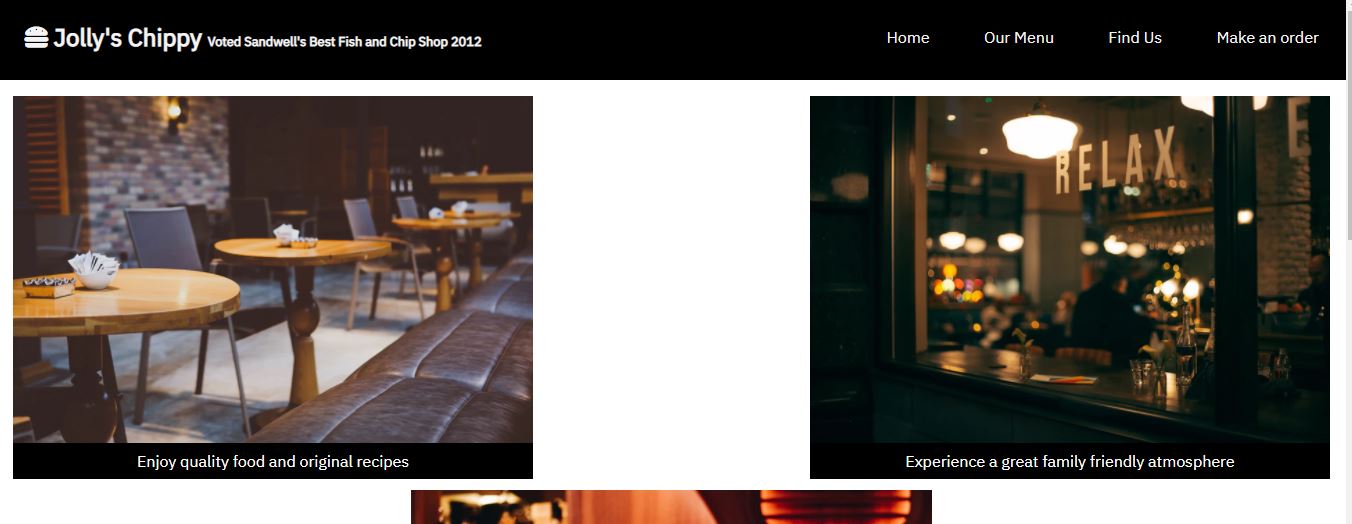 Jolly's Chippy Voted Sandwell's Best Fish and Chip Shop 2012
Home
Our Menu
Find Us
Make an order
RELAX
E
Enjoy quality food and original recipes
Experience a great family friendly atmosphere